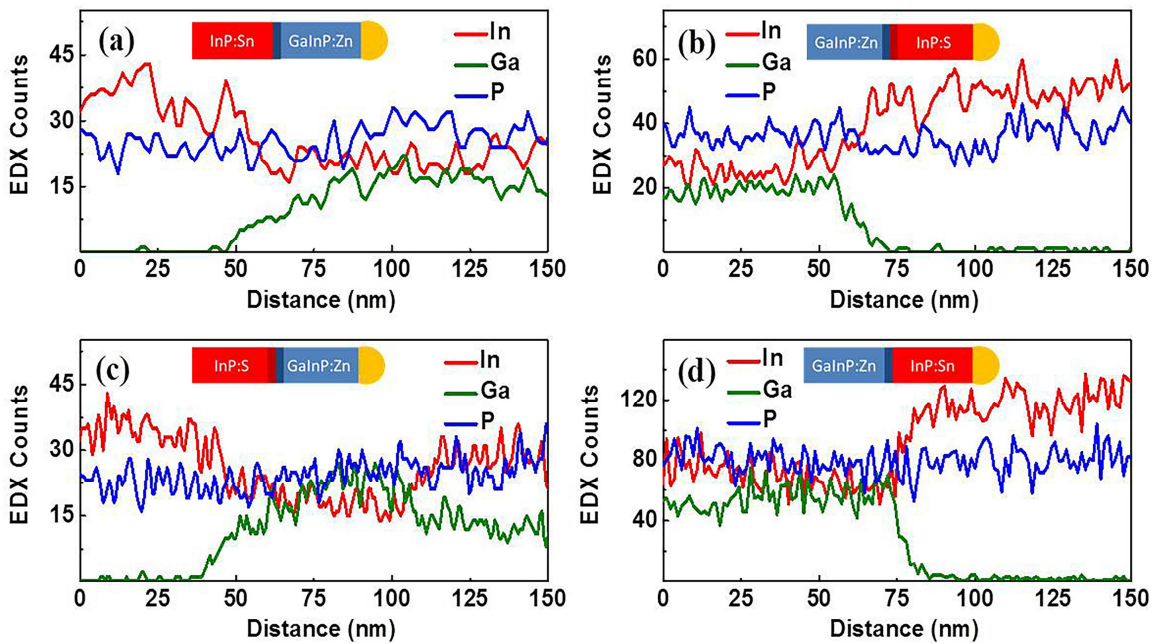 (a)
InP:Sn GaInP:Zn
In
Ga
P
45
30
15
EDX Counts
0 25 50 75 100 125 150
Distance (nm)
(b)
GaInP:Zn InP:S
In
Ga
P
60
40
20
EDX Counts
0 25 50 75 100 125 150
Distance (nm)
(c)
InP:S GaInP:Zn
In
Ga
P
45
30
15
EDX Counts
0 25 50 75 100 125 150
Distance (nm)
(d)
GaInP:Zn InP:Sn
In
Ga
P
120
80
40
EDX Counts
0 25 50 75 100 125 150
Distance (nm)